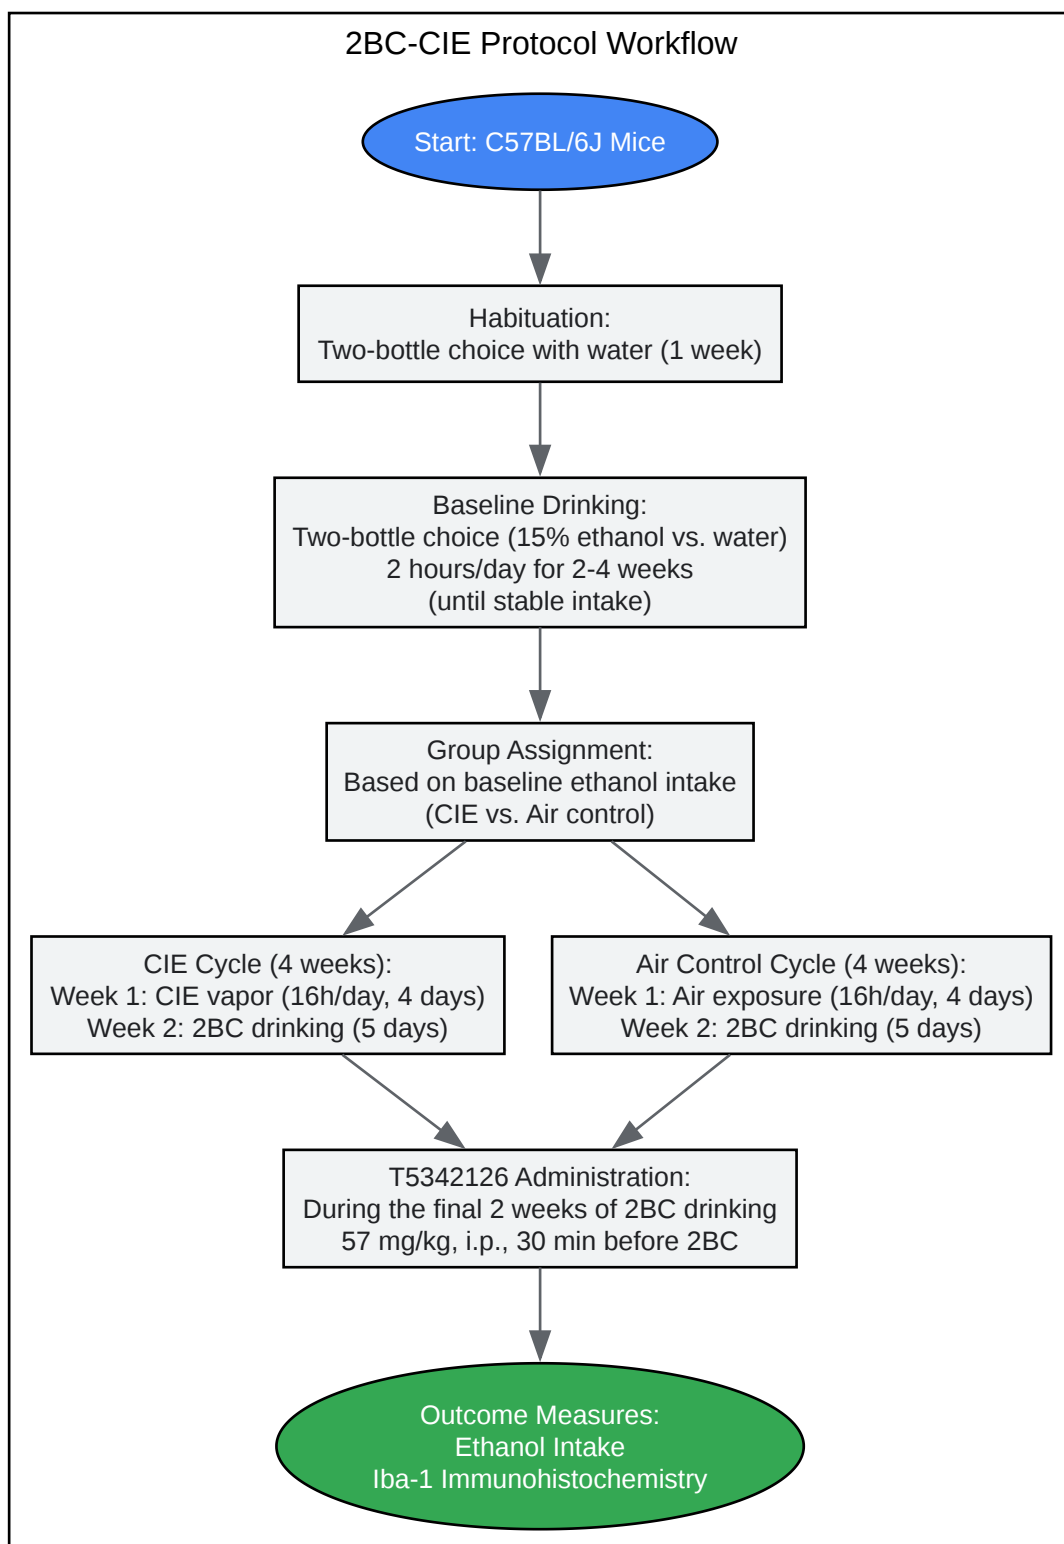 2BC-CIE Protocol Workflow
Start: C57BL/6J Mice
Habituation:
Two-bottle choice with water (1 week)
Baseline Drinking:
Two-bottle choice (15% ethanol vs. water)
2 hours/day for 2-4 weeks
(until stable intake)
Group Assignment:
Based on baseline ethanol intake
(CIE vs. Air control)
CIE Cycle (4 weeks):
Week 1: CIE vapor (16h/day, 4 days)
Week 2: 2BC drinking (5 days)
Air Control Cycle (4 weeks):
Week 1: Air exposure (16h/day, 4 days)
Week 2: 2BC drinking (5 days)
T5342126 Administration:
During the final 2 weeks of 2BC drinking
57 mg/kg, i.p., 30 min before 2BC
Outcome Measures:
Ethanol Intake
Iba-1 Immunohistochemistry